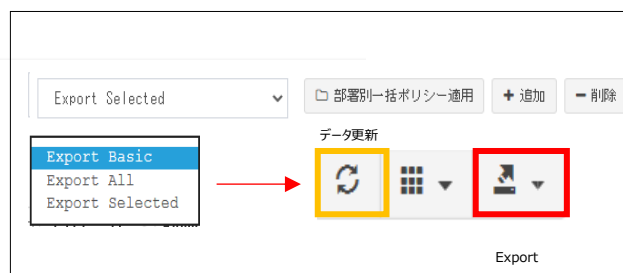 Export Selected
部署別一括ポリシー適用
追加
削除
データ更新
Export Basic
Export All
Export Selected
Export